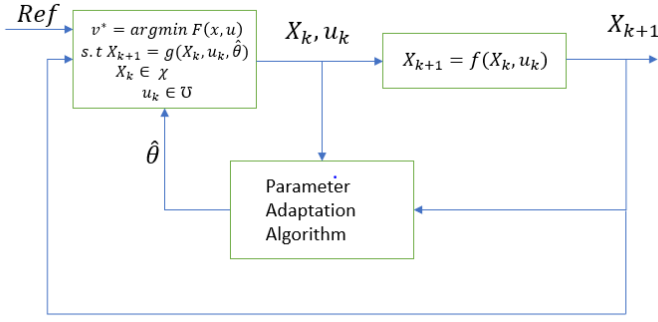 Ref
v* = argmin F(x, u)
s.t X_{k+1} = g(X_k, u_k, θ̂)
X_k ∈ χ
u_k ∈ ℧
X_k, u_k
X_{k+1} = f(X_k, u_k)
X_{k+1}
θ̂
Parameter
Adaptation
Algorithm